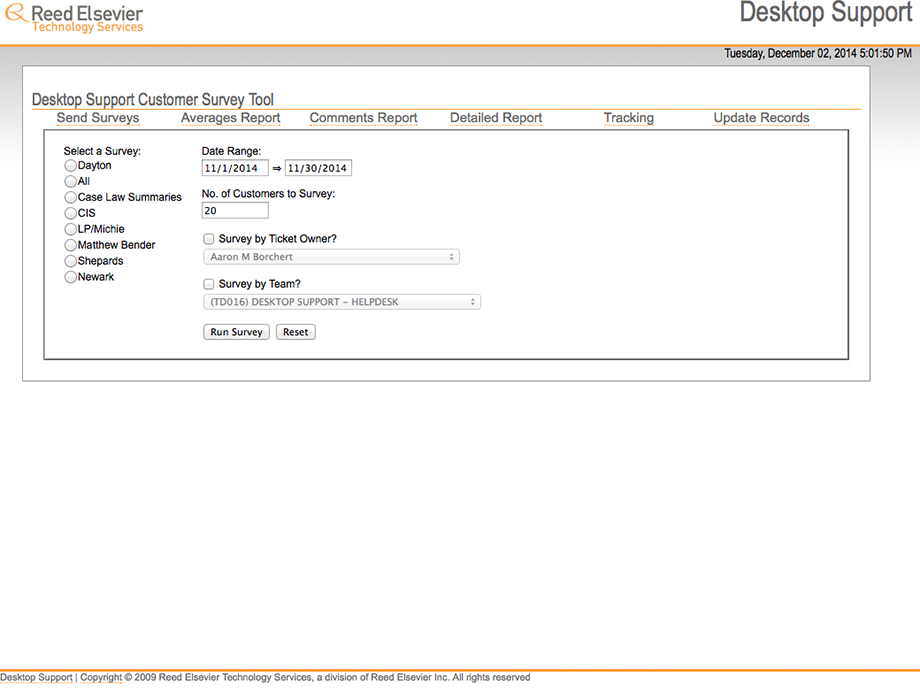 Reed Elsevier
Technology Services
Desktop Support
Tuesday, December 02, 2014 5:01:50 PM
Desktop Support Customer Survey Tool
Send Surveys Averages Report Comments Report Detailed Report Tracking Update Records
Select a Survey:
Dayton
All
Case Law Summaries
CIS
LP/Michie
Matthew Bender
Shepards
Newark
Date Range:
11/1/2014 ⇒ 11/30/2014
No. of Customers to Survey:
20
Survey by Ticket Owner?
Aaron M Borchert
Survey by Team?
(TD016) DESKTOP SUPPORT – HELPDESK
Run Survey Reset
Desktop Support | Copyright © 2009 Reed Elsevier Technology Services, a division of Reed Elsevier Inc. All rights reserved